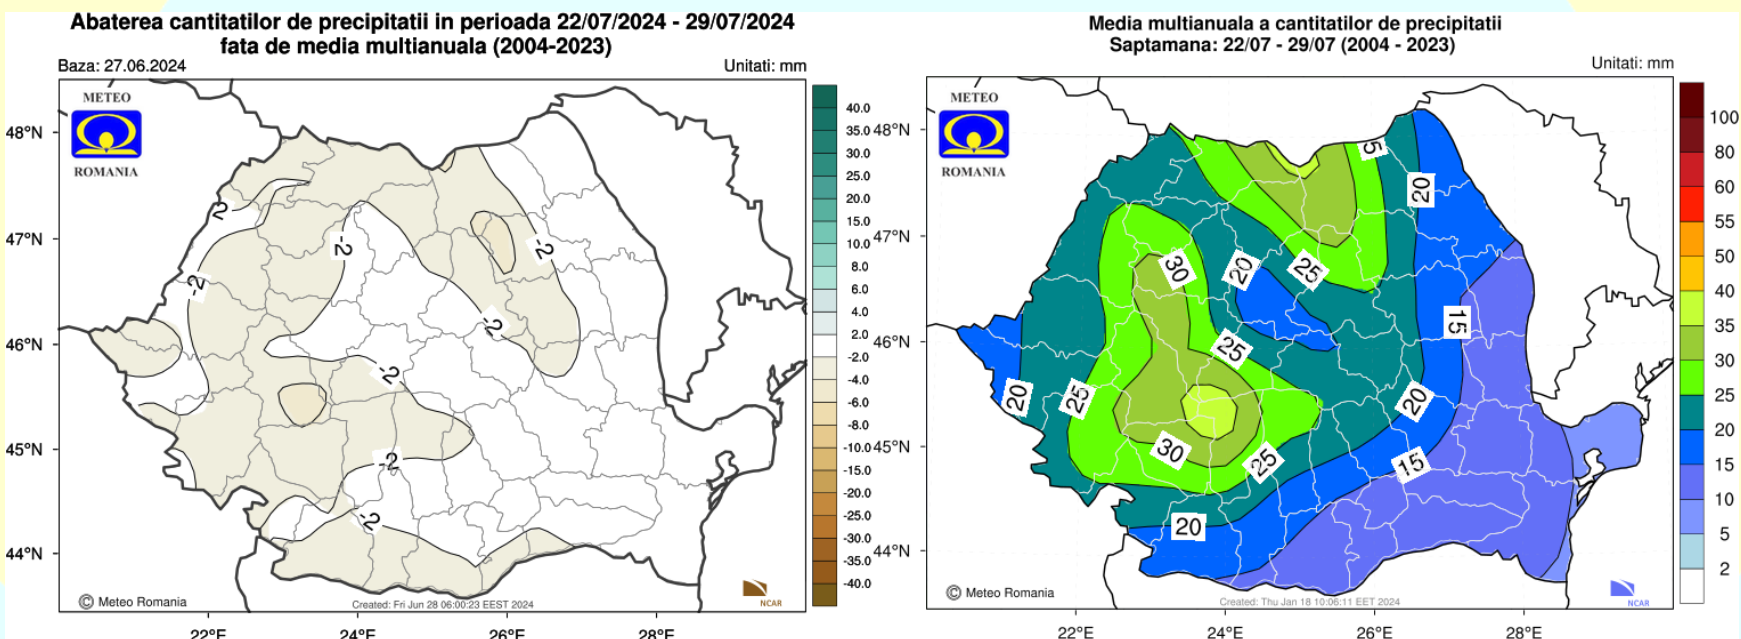 Abaterea cantitatilor de precipitatii in perioada 22/07/2024 - 29/07/2024
fata de media multianuala (2004-2023)
Baza: 27.06.2024
Unitati: mm
METEO
ROMANIA
48°N
47°N
46°N
45°N
44°N
22°E
24°E
26°E
28°E
2
-2
-2
-2
-2
-2
-2
-2
40.0
35.0
30.0
25.0
20.0
15.0
10.0
8.0
6.0
4.0
2.0
-2.0
-4.0
-6.0
-8.0
-10.0
-15.0
-20.0
-25.0
-30.0
-35.0
-40.0
© Meteo Romania
Created: Fri Jun 28 06:00:23 EEST 2024
NCAR
Media multianuala a cantitatilor de precipitatii
Saptamana: 22/07 - 29/07 (2004 - 2023)
Unitati: mm
METEO
ROMANIA
48°N
47°N
46°N
45°N
44°N
22°E
24°E
26°E
28°E
5
20
30
20
25
15
25
20
25
20
30
25
15
20
100
80
60
55
50
40
35
30
25
20
15
10
5
2
© Meteo Romania
Created: Thu Jan 18 10:06:11 EET 2024
NCAR